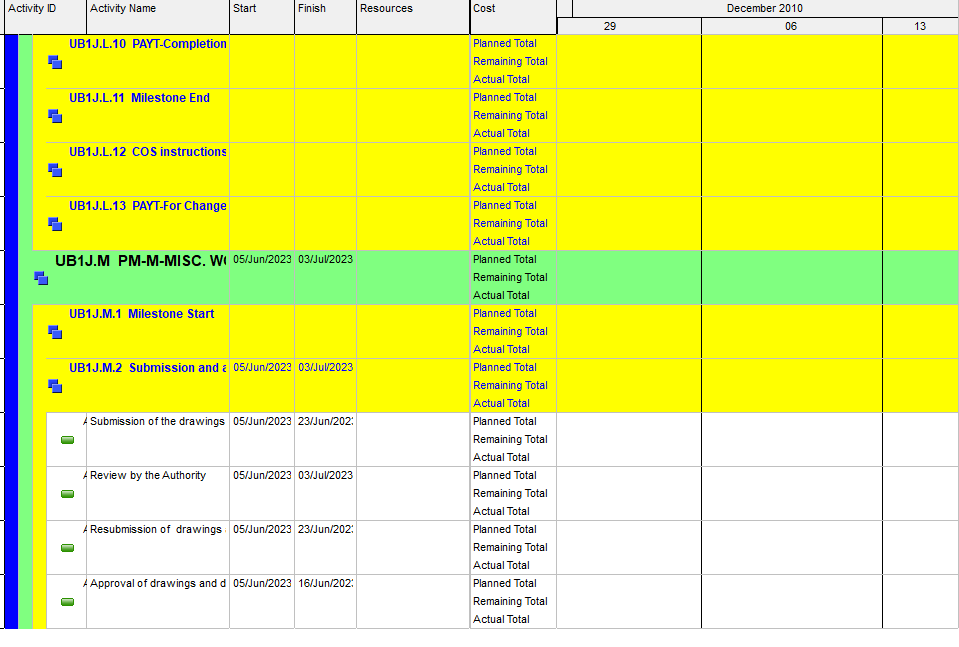 Activity ID Activity Name Start Finish Resources Cost December 2010
29 06 13
UB1J.L.10 PAYT-Completion Planned Total
Remaining Total
Actual Total
UB1J.L.11 Milestone End Planned Total
Remaining Total
Actual Total
UB1J.L.12 COS instructions Planned Total
Remaining Total
Actual Total
UB1J.L.13 PAYT-For Change Planned Total
Remaining Total
Actual Total
UB1J.M PM-M-MISC. 05/Jun/2023 03/Jul/2023 Planned Total
Remaining Total
Actual Total
UB1J.M.1 Milestone Start Planned Total
Remaining Total
Actual Total
UB1J.M.2 Submission and a 05/Jun/2023 03/Jul/2023 Planned Total
Remaining Total
Actual Total
A Submission of the drawings 05/Jun/2023 23/Jun/202 Planned Total
Remaining Total
Actual Total
A Review by the Authority 05/Jun/2023 03/Jul/2023 Planned Total
Remaining Total
Actual Total
A Resubmission of drawings 05/Jun/2023 23/Jun/202 Planned Total
Remaining Total
Actual Total
A Approval of drawings and d 05/Jun/2023 16/Jun/202 Planned Total
Remaining Total
Actual Total